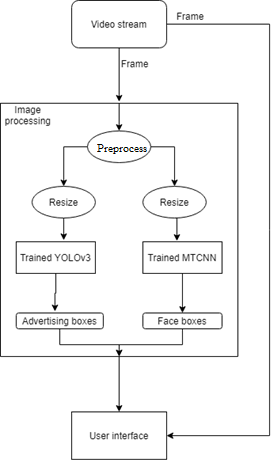 Video stream
Frame
Frame
Image
processing
Preprocess
Resize
Resize
Trained YOLOv3
Trained MTCNN
Advertising boxes
Face boxes
User interface